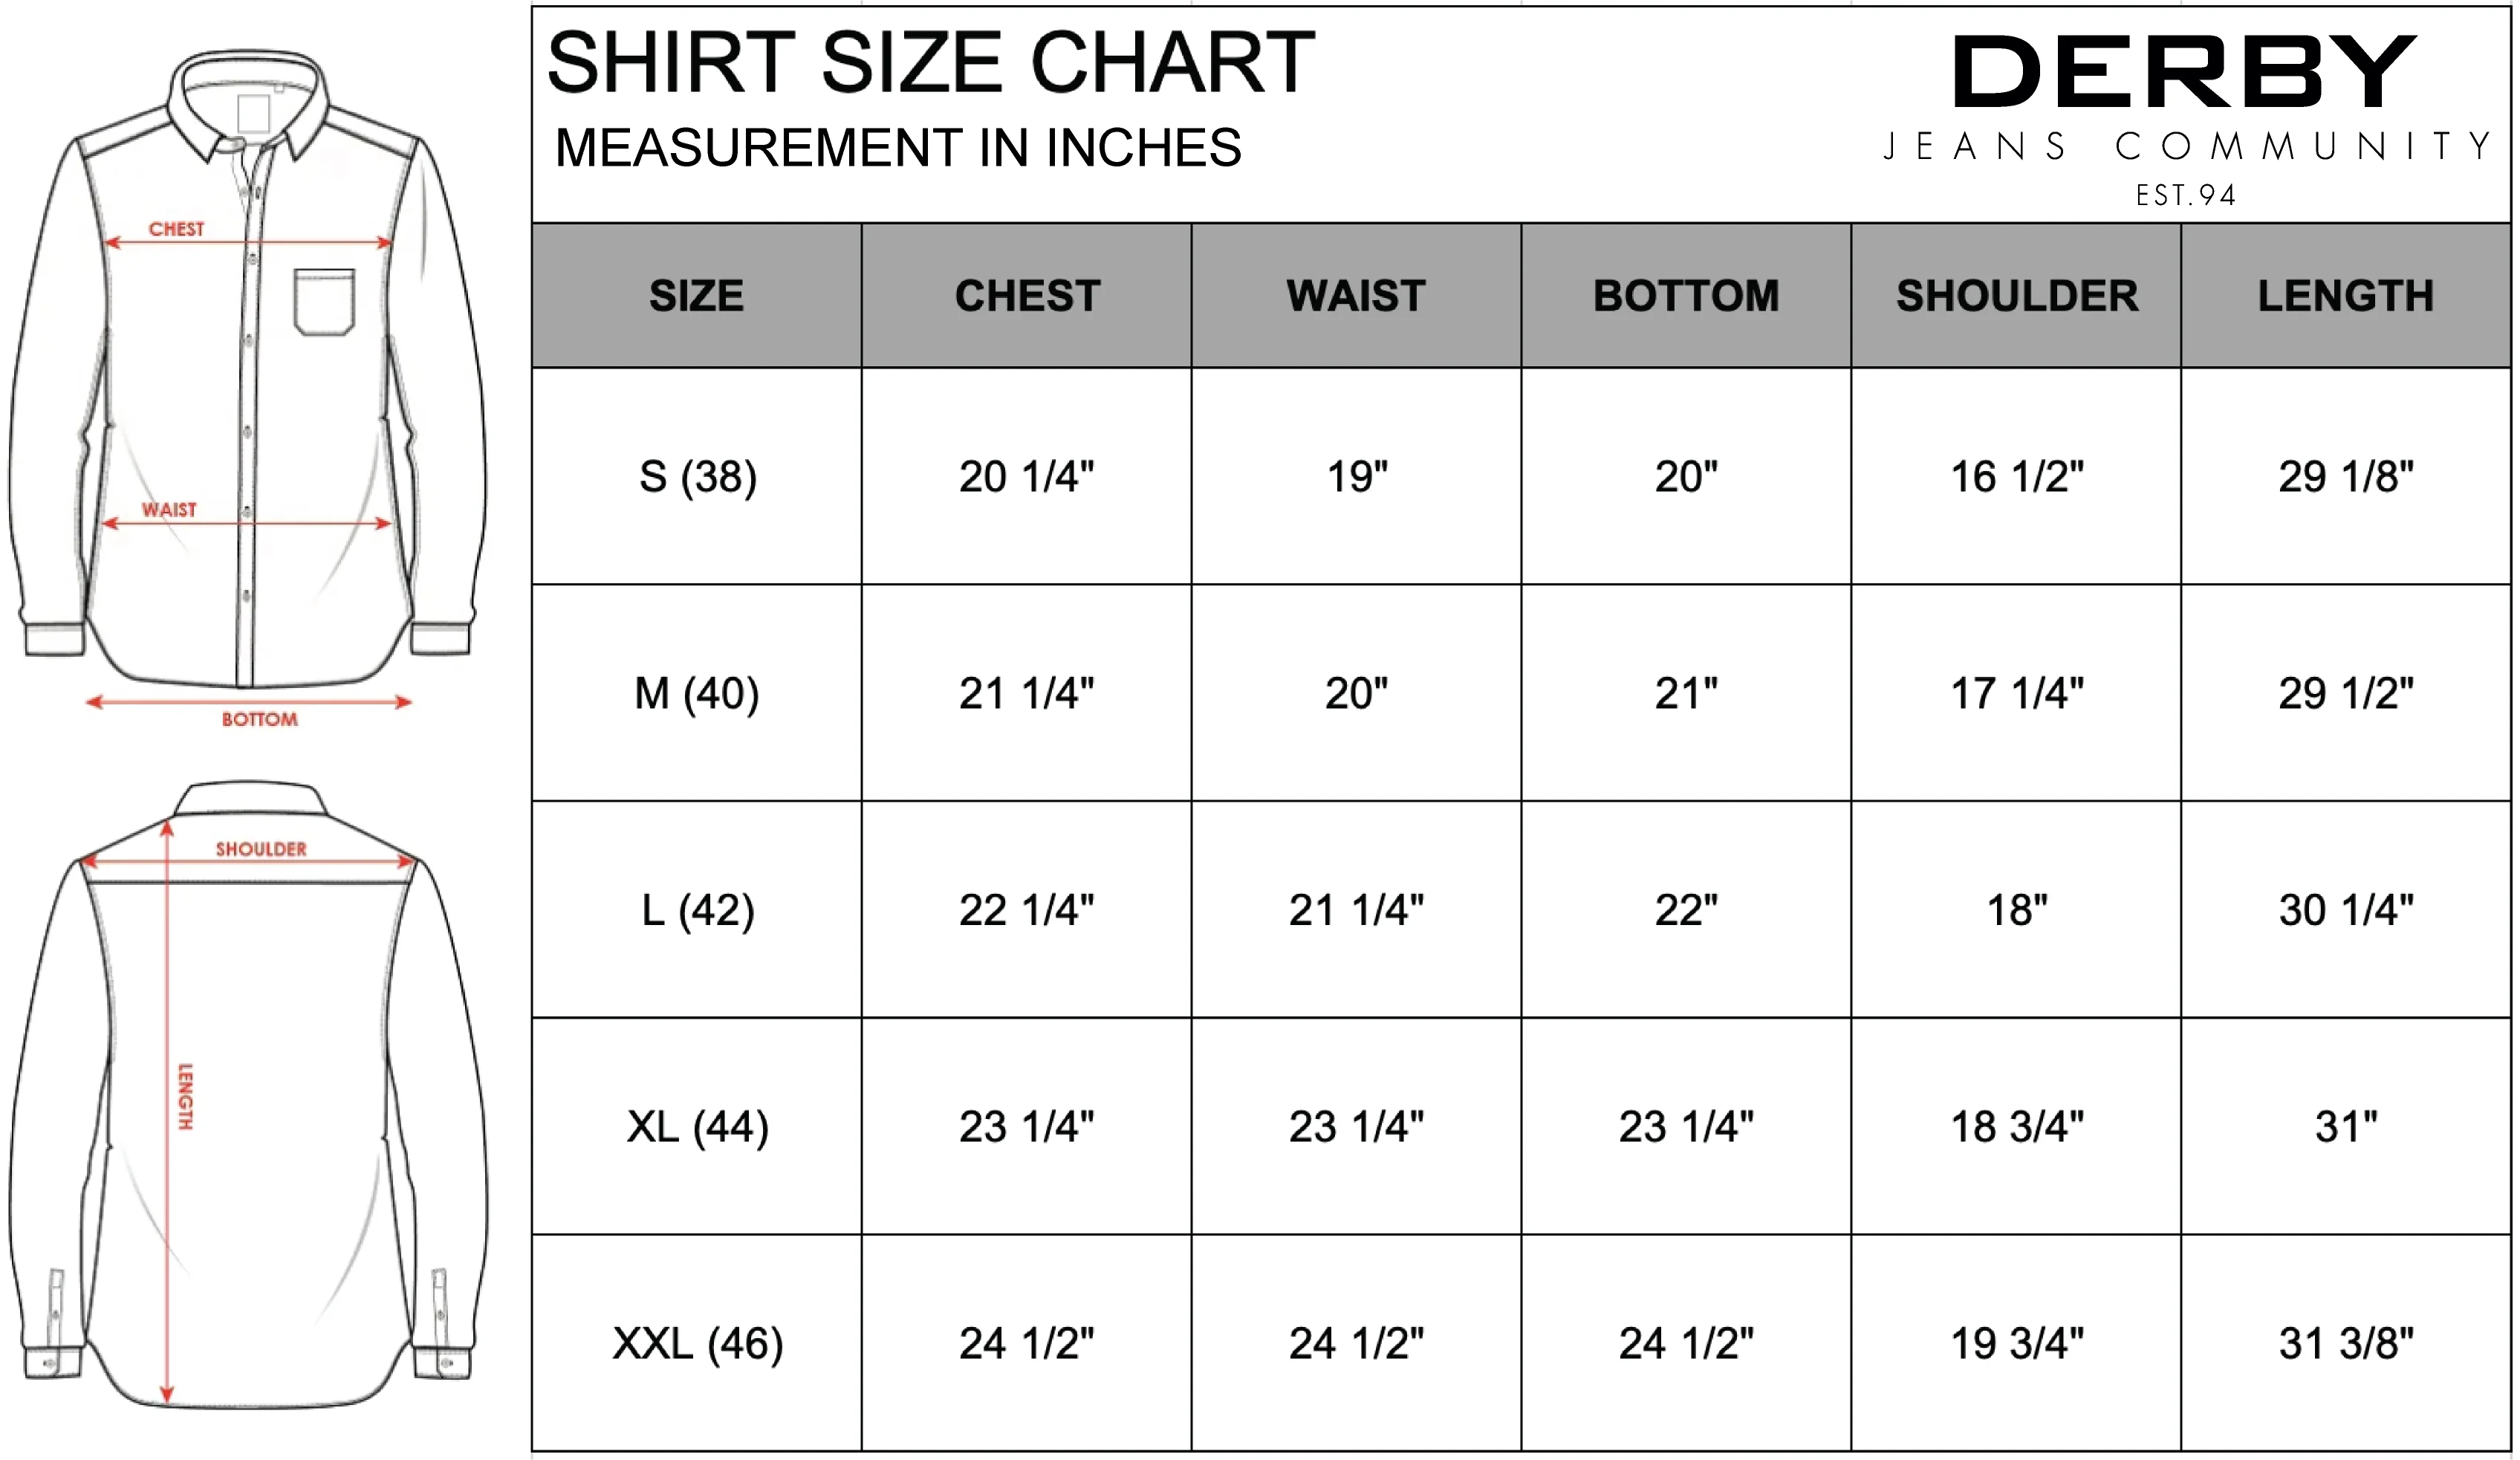 SHIRT SIZE CHART
MEASUREMENT IN INCHES
DERBY
JEANS COMMUNITY
EST.94
SIZE CHEST WAIST BOTTOM SHOULDER LENGTH
S (38) 20 1/4" 19" 20" 16 1/2" 29 1/8"
M (40) 21 1/4" 20" 21" 17 1/4" 29 1/2"
L (42) 22 1/4" 21 1/4" 22" 18" 30 1/4"
XL (44) 23 1/4" 23 1/4" 23 1/4" 18 3/4" 31"
XXL (46) 24 1/2" 24 1/2" 24 1/2" 19 3/4" 31 3/8"
CHEST
WAIST
BOTTOM
SHOULDER
LENGTH